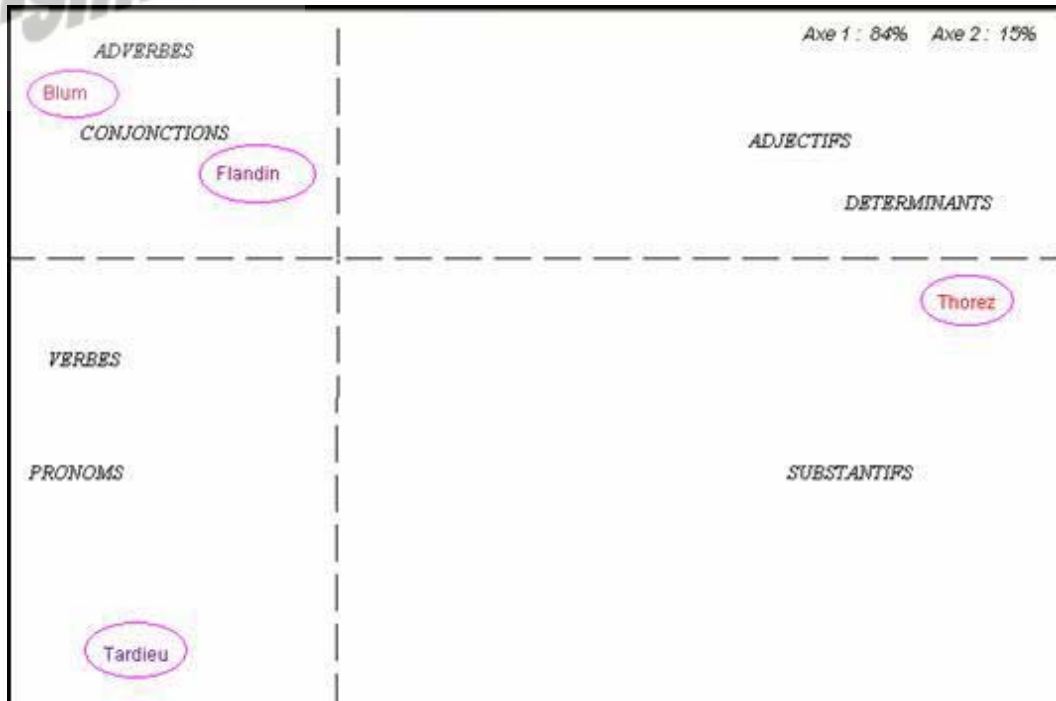 Axe 1 : 84% Axe 2 : 15%
ADVERBES
Blum
CONJONCTIONS
ADJECTIFS
Flandin
DETERMINANTS
Thorez
VERBES
PRONOMS
SUBSTANTIFS
Tardieu